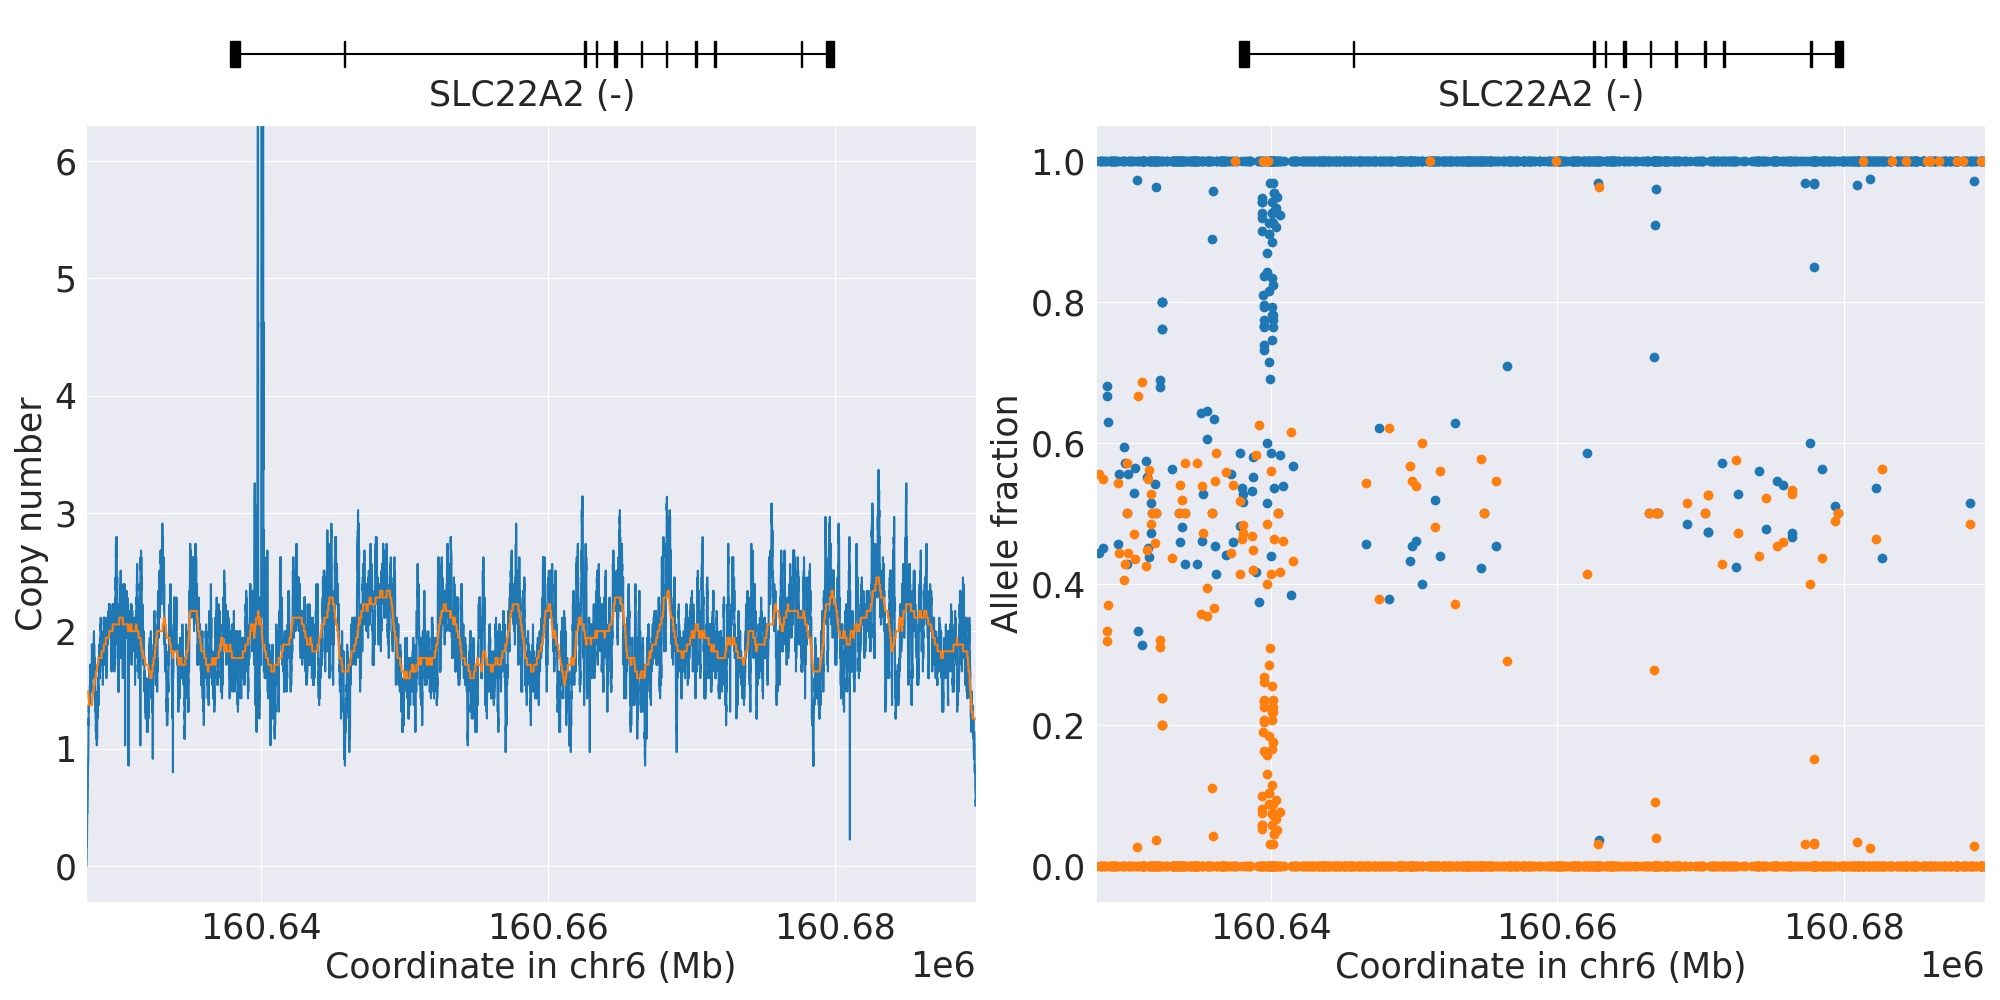 SLC22A2 (-)
Copy number
6
5
4
3
2
1
0
160.64
160.66
160.68
Coordinate in chr6 (Mb)
1e6
SLC22A2 (-)
Allele fraction
1.0
0.8
0.6
0.4
0.2
0.0
160.64
160.66
160.68
Coordinate in chr6 (Mb)
1e6